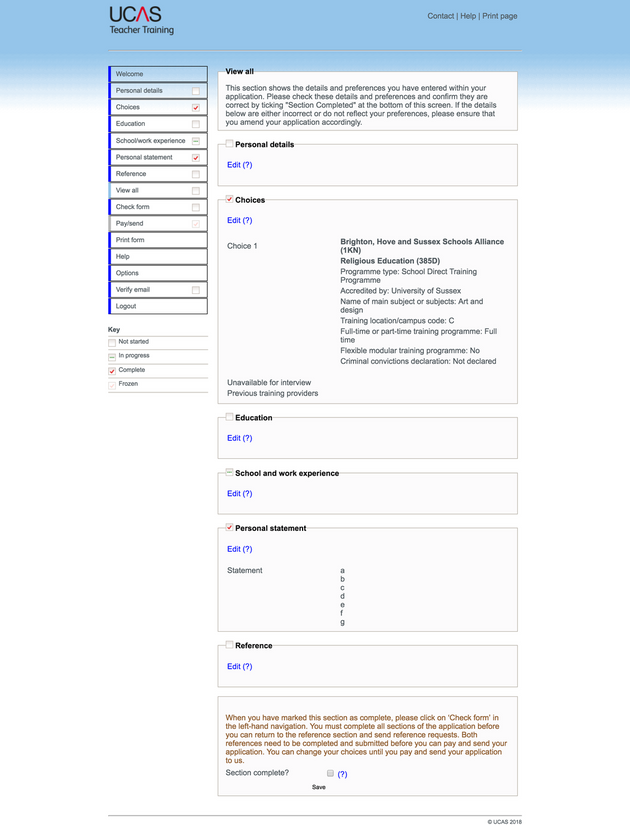 UCAS
Teacher Training
Contact | Help | Print page
Welcome
Personal details
Choices
Education
School/work experience
Personal statement
Reference
View all
Check form
Pay/send
Print form
Help
Options
Verify email
Logout
Key
Not started
In progress
Complete
Frozen
View all
This section shows the details and preferences you have entered within your
application. Please check these details and preferences and confirm they are
correct by ticking "Section Completed" at the bottom of this screen. If the details
below are either incorrect or do not reflect your preferences, please ensure that
you amend your application accordingly.
Personal details
Edit (?)
Choices
Edit (?)
Choice 1
Brighton, Hove and Sussex Schools Alliance
(1KN)
Religious Education (385D)
Programme type: School Direct Training
Programme
Accredited by: University of Sussex
Name of main subject or subjects: Art and
design
Training location/campus code: C
Full-time or part-time training programme: Full
time
Flexible modular training programme: No
Criminal convictions declaration: Not declared
Unavailable for interview
Previous training providers
Education
Edit (?)
School and work experience
Edit (?)
Personal statement
Edit (?)
Statement
a
b
c
d
e
f
g
Reference
Edit (?)
When you have marked this section as complete, please click on 'Check form' in
the left-hand navigation. You must complete all sections of the application before
you can return to the reference section and send reference requests. Both
references need to be completed and submitted before you can pay and send your
application. You can change your choices until you pay and send your application
to us.
Section complete?
(?)
Save
© UCAS 2018